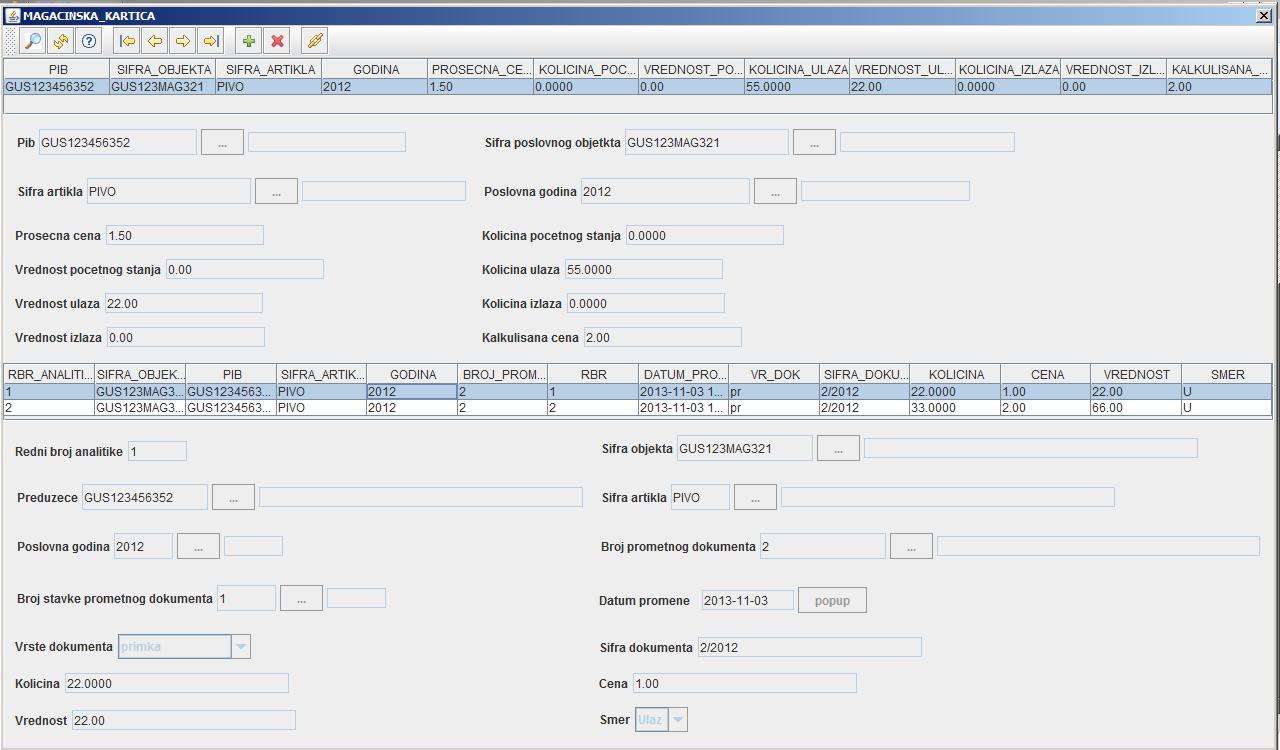 MAGACINSKA_KARTICA
PIB SIFRA_OBJEKTA SIFRA_ARTIKLA GODINA PROSECNA_CE... KOLICINA_POC... VREDNOST_PO... KOLICINA_ULAZA VREDNOST_UL... KOLICINA_IZLAZA VREDNOST_IZL... KALKULISANA_...
GUS123456352 GUS123MAG321 PIVO 2012 1.50 0.0000 0.00 55.0000 22.00 0.0000 0.00 2.00
Pib GUS123456352 ... Sifra poslovnog objetkta GUS123MAG321 ...
Sifra artikla PIVO ... Poslovna godina 2012 ...
Prosecna cena 1.50 Kolicina pocetnog stanja 0.0000
Vrednost pocetnog stanja 0.00 Kolicina ulaza 55.0000
Vrednost ulaza 22.00 Kolicina izlaza 0.0000
Vrednost izlaza 0.00 Kalkulisana cena 2.00
RBR_ANALITI... SIFRA_OBJEK... PIB SIFRA_ARTIK... GODINA BROJ_PROM... RBR DATUM_PRO... VR_DOK SIFRA_DOKU... KOLICINA CENA VREDNOST SMER
1 GUS123MAG3... GUS1234563... PIVO 2012 2 1 2013-11-03 1... pr 2/2012 22.0000 1.00 22.00 U
2 GUS123MAG3... GUS1234563... PIVO 2012 2 2 2013-11-03 1... pr 2/2012 33.0000 2.00 66.00 U
Redni broj analitike 1 Sifra objekta GUS123MAG321 ...
Preduzece GUS123456352 ... Sifra artikla PIVO ...
Poslovna godina 2012 ... Broj prometnog dokumenta 2 ...
Broj stavke prometnog dokumenta 1 ... Datum promene 2013-11-03 popup
Vrste dokumenta primka Sifra dokumenta 2/2012
Kolicina 22.0000 Cena 1.00
Vrednost 22.00 Smer Ulaz